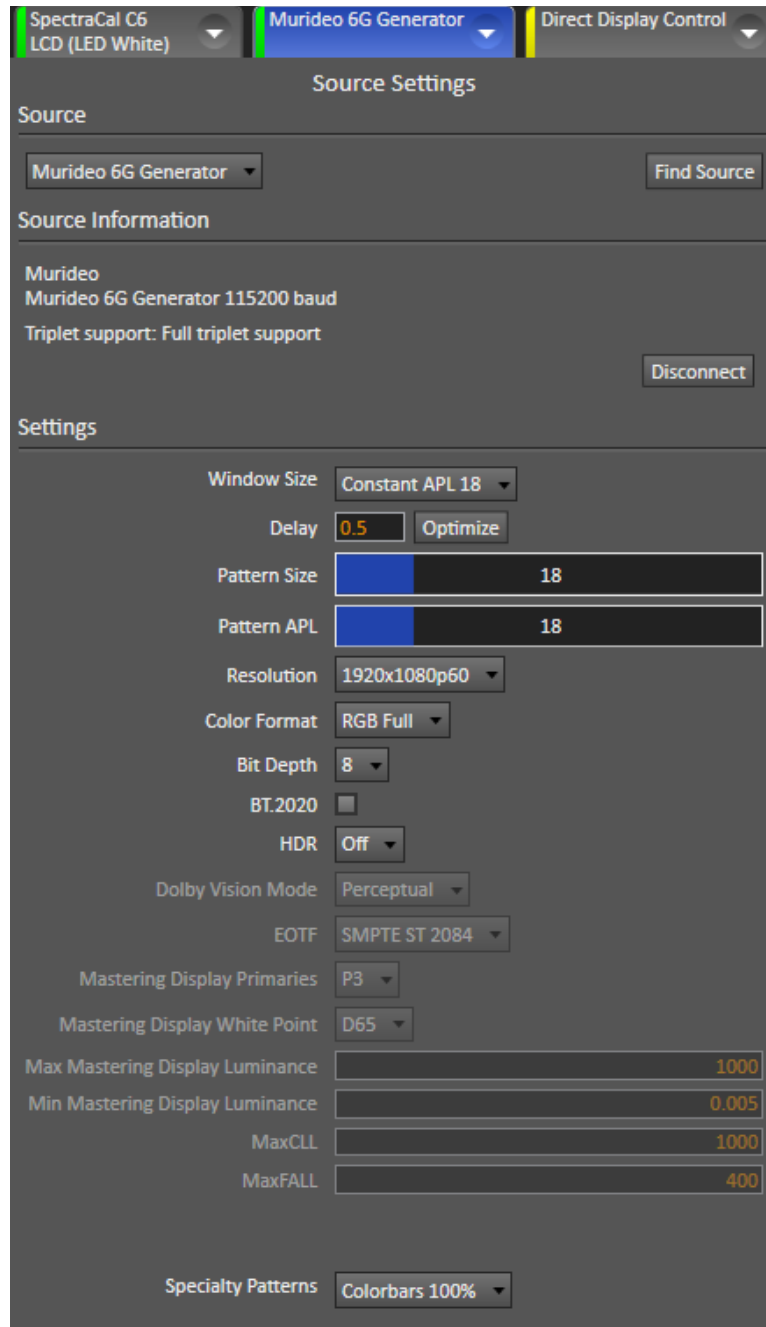 SpectraCal C6
LCD (LED White)
Murideo 6G Generator
Direct Display Control
Source Settings
Source
Murideo 6G Generator
Find Source
Source Information
Murideo
Murideo 6G Generator 115200 baud
Triplet support: Full triplet support
Disconnect
Settings
Window Size Constant APL 18
Delay 0.5 Optimize
Pattern Size 18
Pattern APL 18
Resolution 1920x1080p60
Color Format RGB Full
Bit Depth 8
BT.2020
HDR Off
Dolby Vision Mode Perceptual
EOTF SMPTE ST 2084
Mastering Display Primaries P3
Mastering Display White Point D65
Max Mastering Display Luminance 1000
Min Mastering Display Luminance 0.005
MaxCLL 1000
MaxFALL 400
Specialty Patterns Colorbars 100%